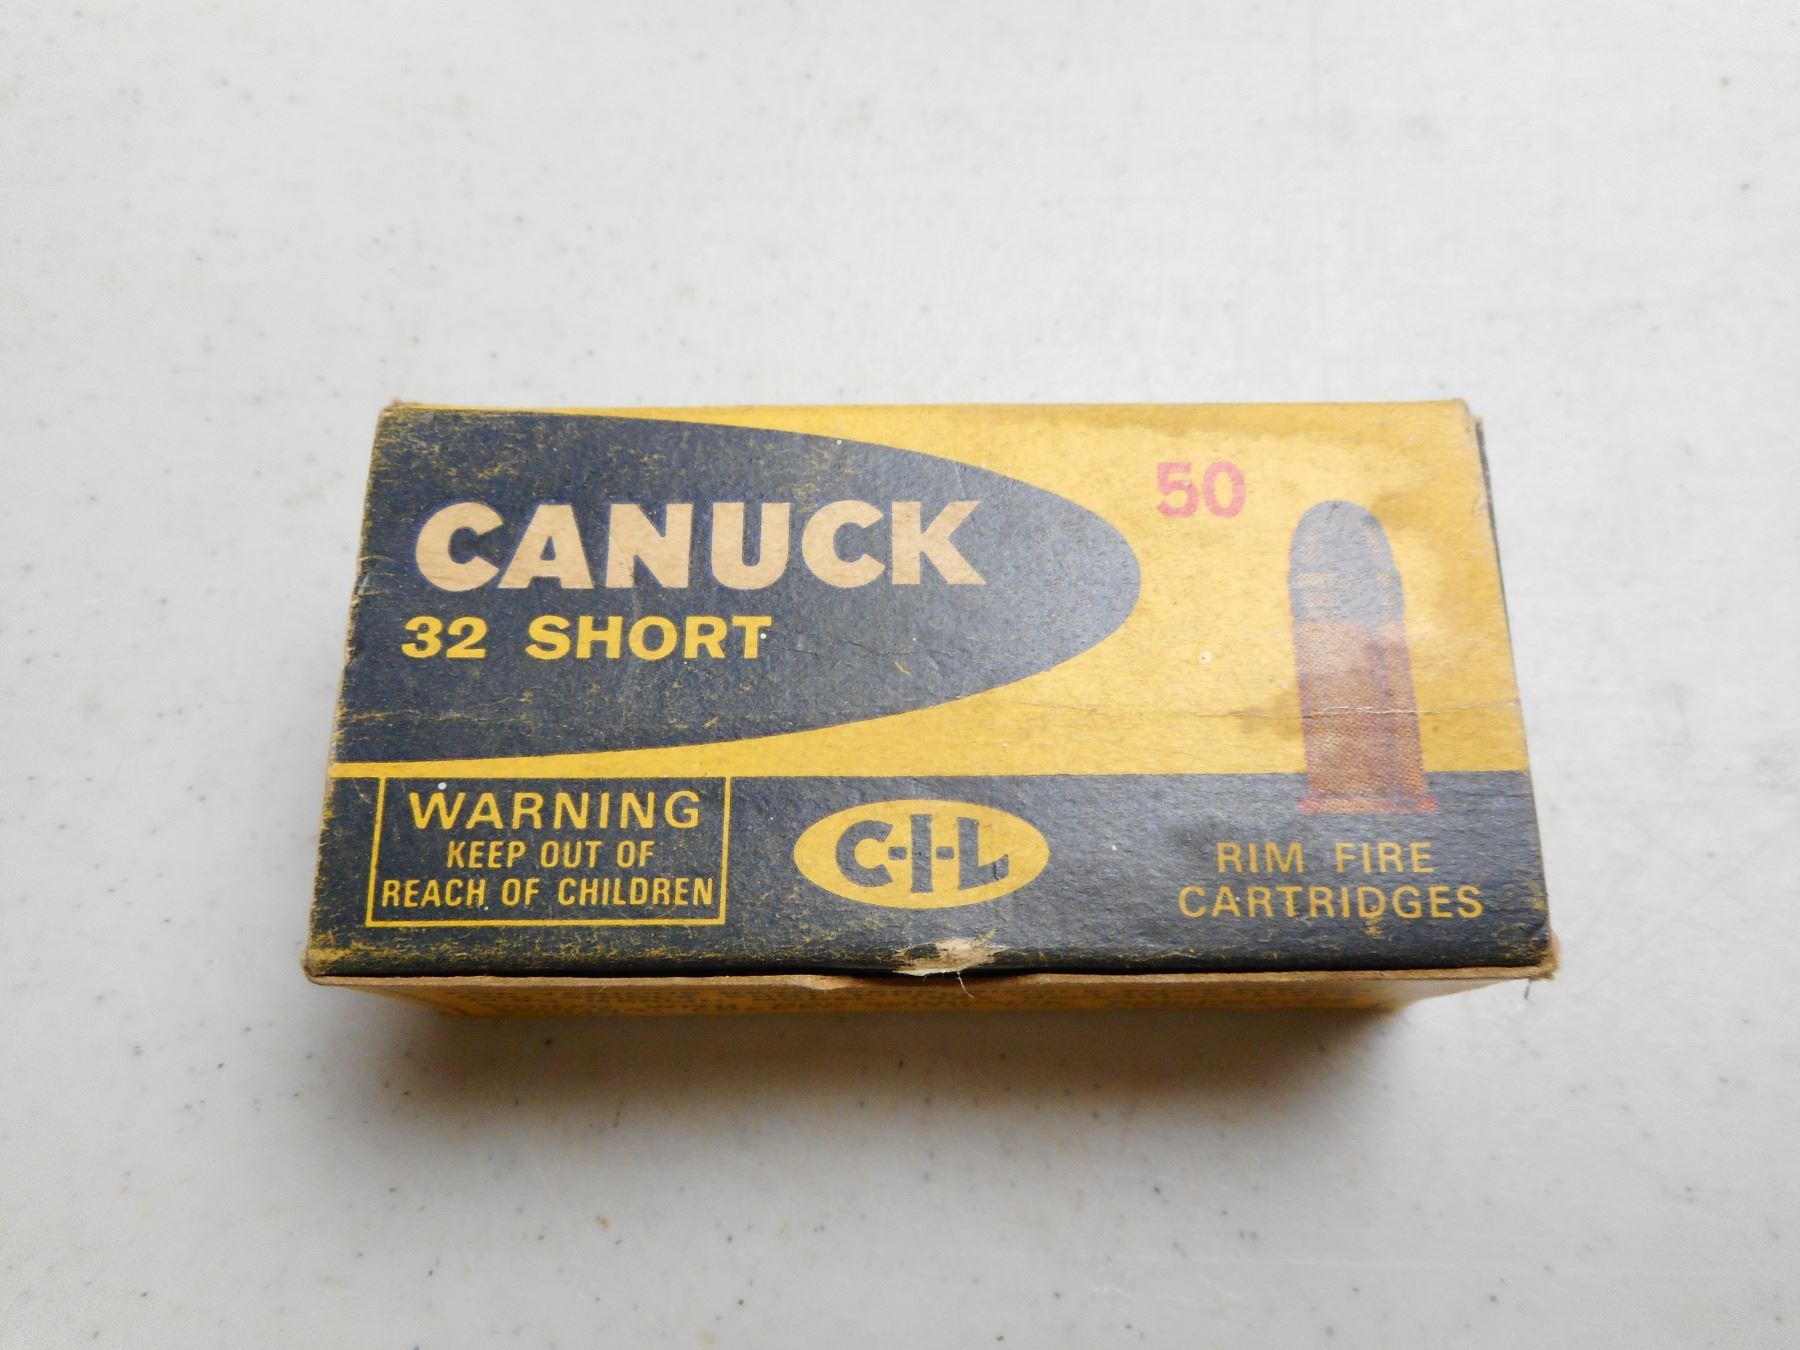 CANUCK
32 SHORT
50
WARNING
KEEP OUT OF
REACH OF CHILDREN
C-I-L
RIM FIRE
CARTRIDGES